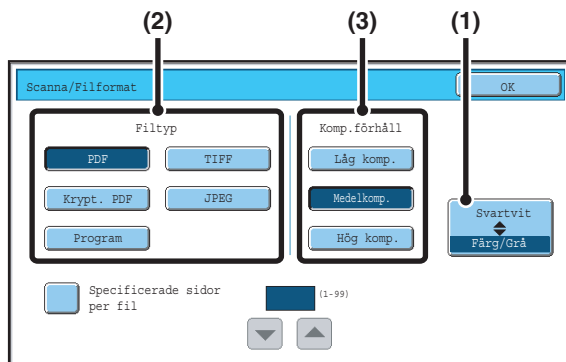 (2) (3) (1)
Scanna/Filformat OK
Filtyp Komp.förhåll
PDF TIFF Låg komp.
Krypt. PDF JPEG Medelkomp.
Program Hög komp.
Svartvit
Färg/Grå
Specificerade sidor
per fil
(1-99)